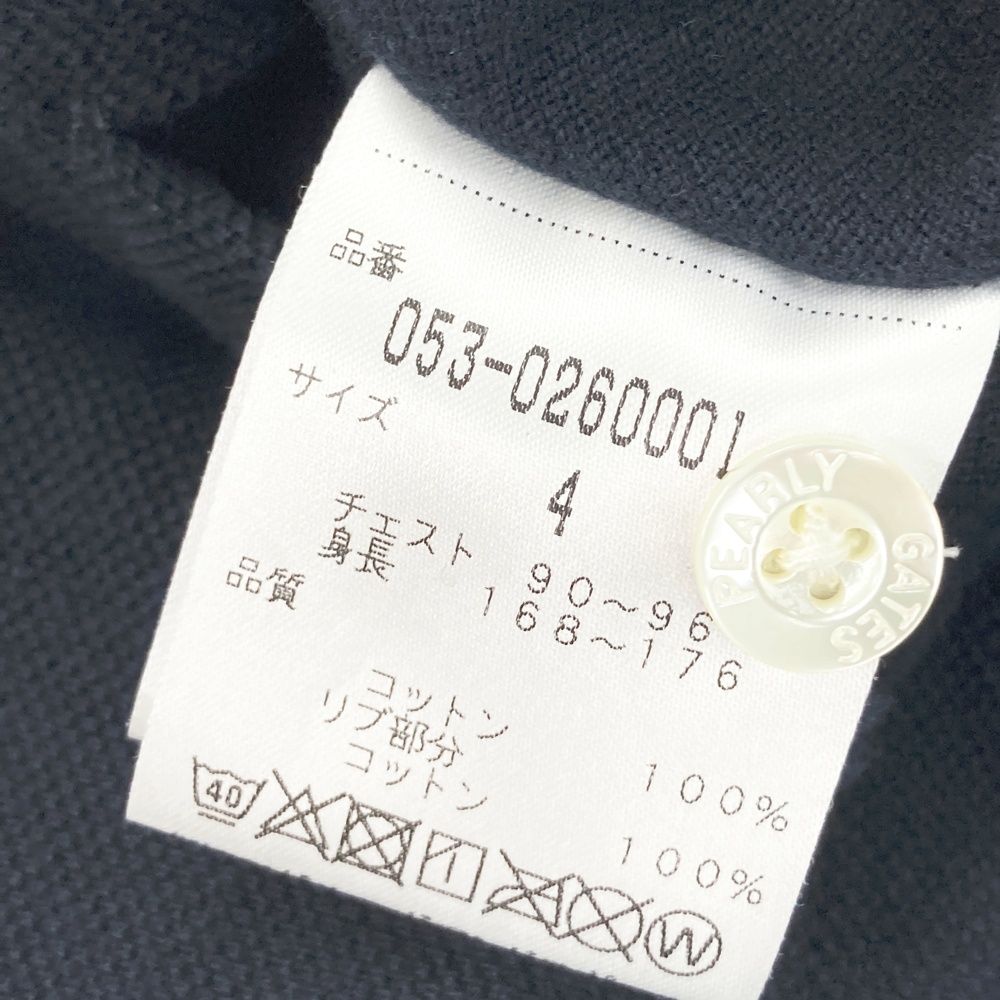 品番
053-0260001
サイズ
4
チェスト 90～96
身長 168～176
品質
コットン 100%
リブ部分
コットン 100%
40
W
PEARLY GATES